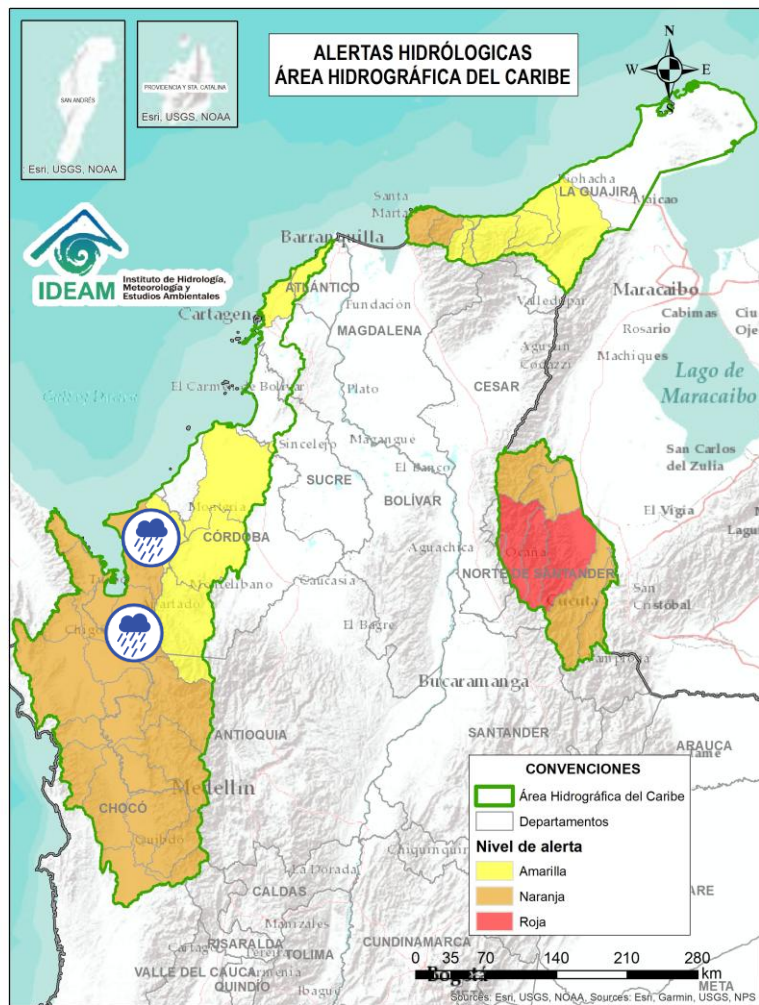 ALERTAS HIDRÓLOGICAS
ÁREA HIDROGRÁFICA DEL CARIBE
N
W
E
S
SAN ANDRÉS
Esri, USGS, NOAA
PROVIDENCIA Y STA. CATALINA
Esri, USGS, NOAA
IDEAM
Instituto de Hidrología,
Meteorología y
Estudios Ambientales
Santa
Marta
LA GUAJIRA
Maicao
Barranquilla
ATLÁNTICO
Cartagena
Fundación
MAGDALENA
Valledupar
Maracaibo
Cabimas
Rosario
Machiques
Agustín
Codazzi
CESAR
Lago de
Maracaibo
El Carmen de Bolívar
Plato
Sincelejo
Magangue
SUCRE
El Banco
BOLÍVAR
San Carlos
del Zulia
El Vigía
Montería
CÓRDOBA
Aguachica
Ocaña
NORTE DE SANTANDER
Cúcuta
San
Cristóbal
Montelibano
Caucasia
El Bagre
Pamplona
Bucaramanga
ANTIOQUIA
SANTANDER
ARAUCA
Medellín
CHOCÓ
Quibdó
La Dorada
CALDAS
Manizales
RISARALDA
Pereira
TOLIMA
CUNDINAMARCA
VALLE DEL CAUCA
Armenia
QUINDÍO
Ibagué
Bogotá
META
CONVENCIONES
Área Hidrográfica del Caribe
Departamentos
Nivel de alerta
Amarilla
Naranja
Roja
0 35 70 140 210 280
km
Sources: Esri, USGS, NOAA, Sources: Esri, Garmin, USGS, NPS